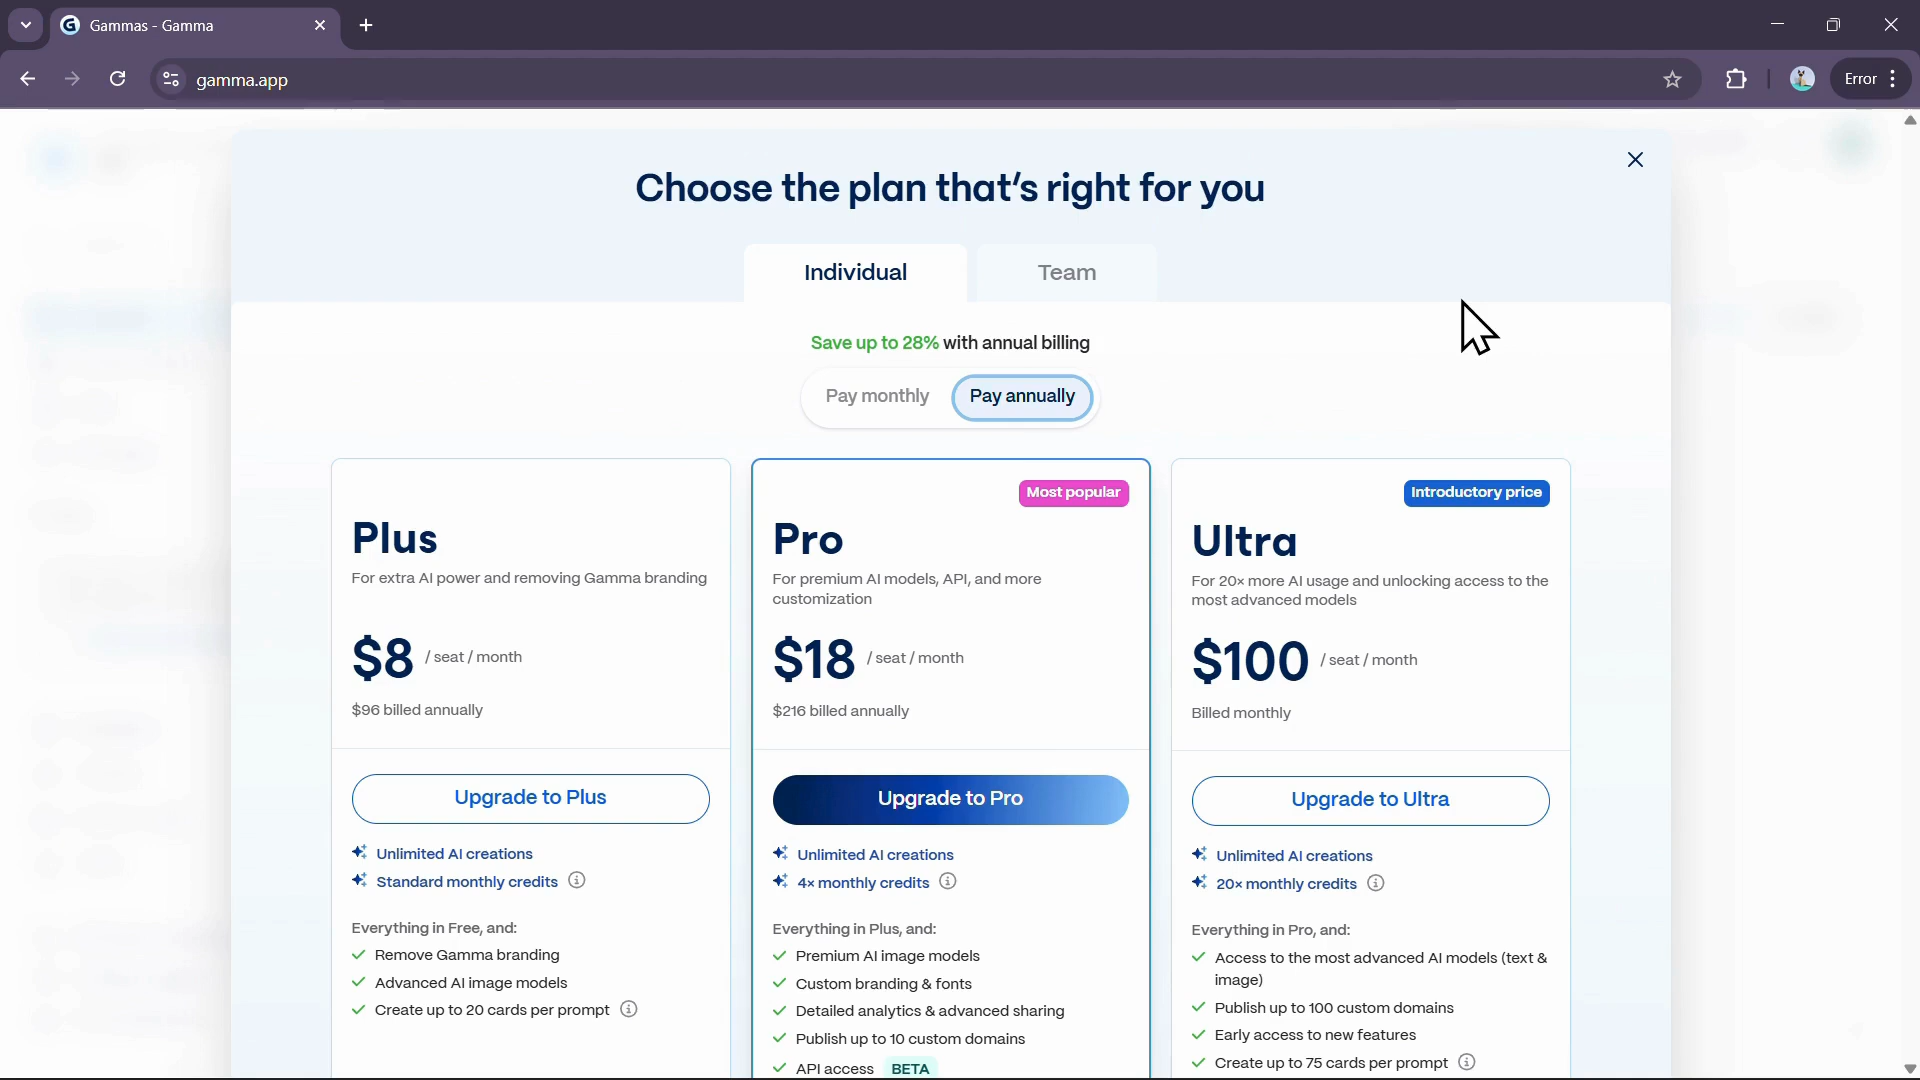 Gammas - Gamma
gamma.app
Error
Choose the plan that's right for you
Individual
Team
Save up to 28% with annual billing
Pay monthly
Pay annually
Plus
For extra AI power and removing Gamma branding
$8 / seat / month
$96 billed annually
Upgrade to Plus
Unlimited AI creations
Standard monthly credits
Everything in Free, and:
Remove Gamma branding
Advanced AI image models
Create up to 20 cards per prompt
Most popular
Pro
For premium AI models, API, and more
customization
$18 / seat / month
$216 billed annually
Upgrade to Pro
Unlimited AI creations
4× monthly credits
Everything in Plus, and:
Premium AI image models
Custom branding & fonts
Detailed analytics & advanced sharing
Publish up to 10 custom domains
API access BETA
Introductory price
Ultra
For 20× more AI usage and unlocking access to the
most advanced models
$100 / seat / month
Billed monthly
Upgrade to Ultra
Unlimited AI creations
20× monthly credits
Everything in Pro, and:
Access to the most advanced AI models (text &
image)
Publish up to 100 custom domains
Early access to new features
Create up to 75 cards per prompt